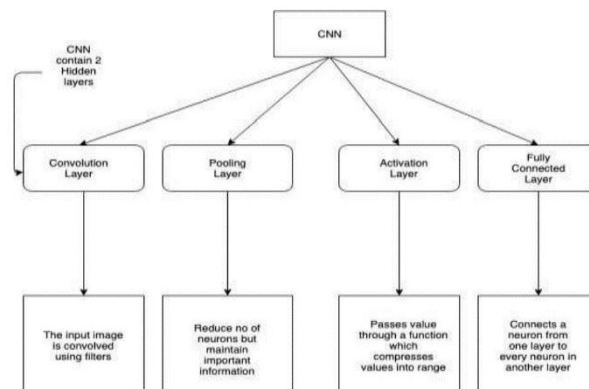 CNN
CNN
contain 2
Hidden
layers
Convolution
Layer
Pooling
Layer
Activation
Layer
Fully
Connected
Layer
The input image
is convolved
using filters
Reduce no of
neurons but
maintain
important
information
Passes value
through a function
which
compresses
values into range
Connects a
neuron from
one layer to
every neuron in
another layer